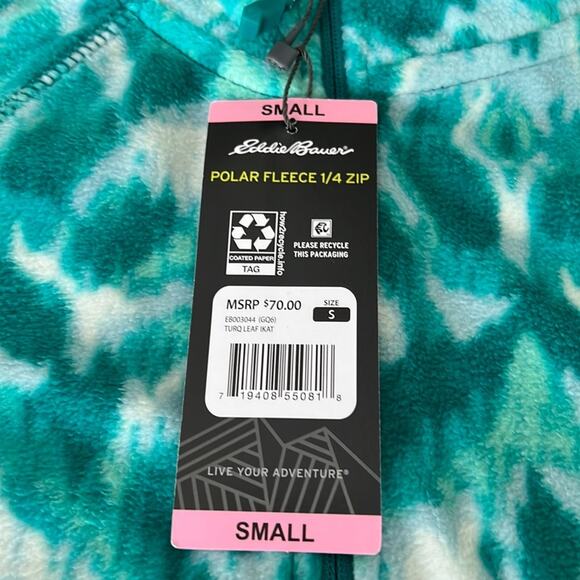 SMALL
Eddie Bauer
POLAR FLEECE 1/4 ZIP
how2recycle.info
COATED PAPER
TAG
PLEASE RECYCLE
THIS PACKAGING
MSRP $70.00
SIZE
S
EB003044 (GQ6)
TURQ LEAF IKAT
7 19408 55081 8
LIVE YOUR ADVENTURE®
SMALL